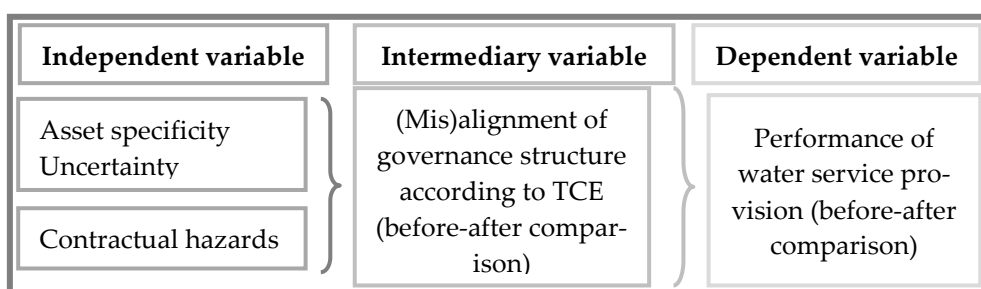 Independent variable
Intermediary variable
Dependent variable
Asset specificity
Uncertainty
Contractual hazards
(Mis)alignment of
governance structure
according to TCE
(before-after compar-
ison)
Performance of
water service pro-
vision (before-after
comparison)